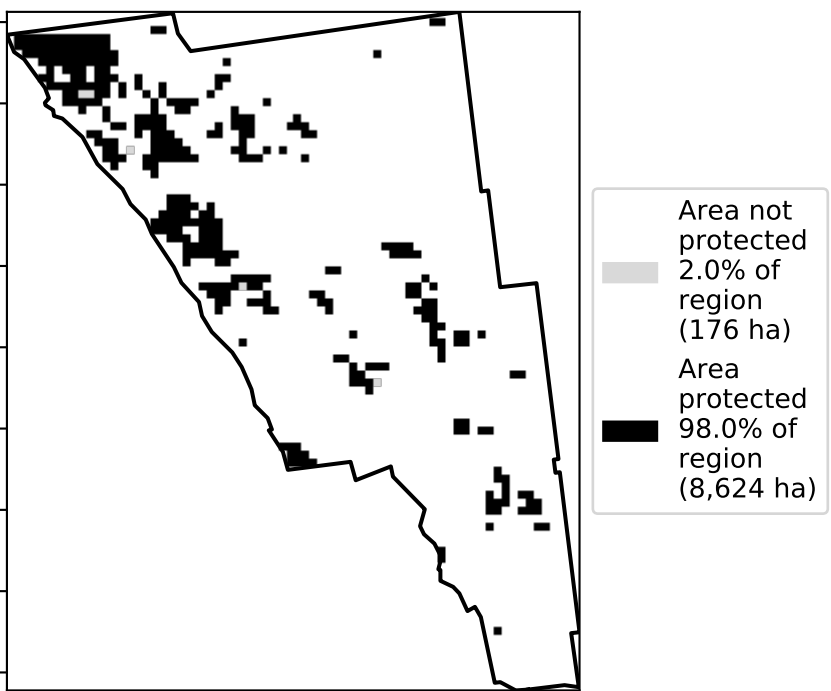 Area not
protected
2.0% of
region
(176 ha)
Area
protected
98.0% of
region
(8,624 ha)